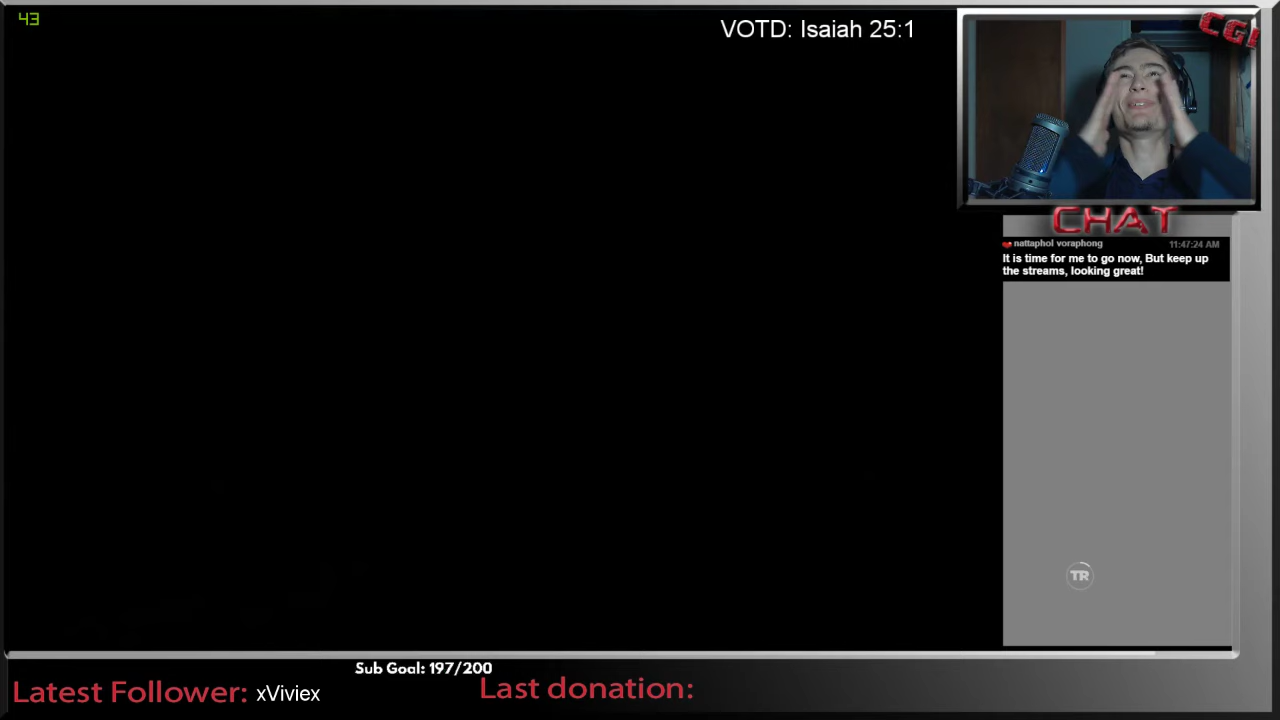 43
VOTD: Isaiah 25:1
CGI
CHAT
nattaphol voraphong 11:47:24 AM
It is time for me to go now, But keep up
the streams, looking great!
TR
Sub Goal: 197/200
Latest Follower: xViviex
Last donation: